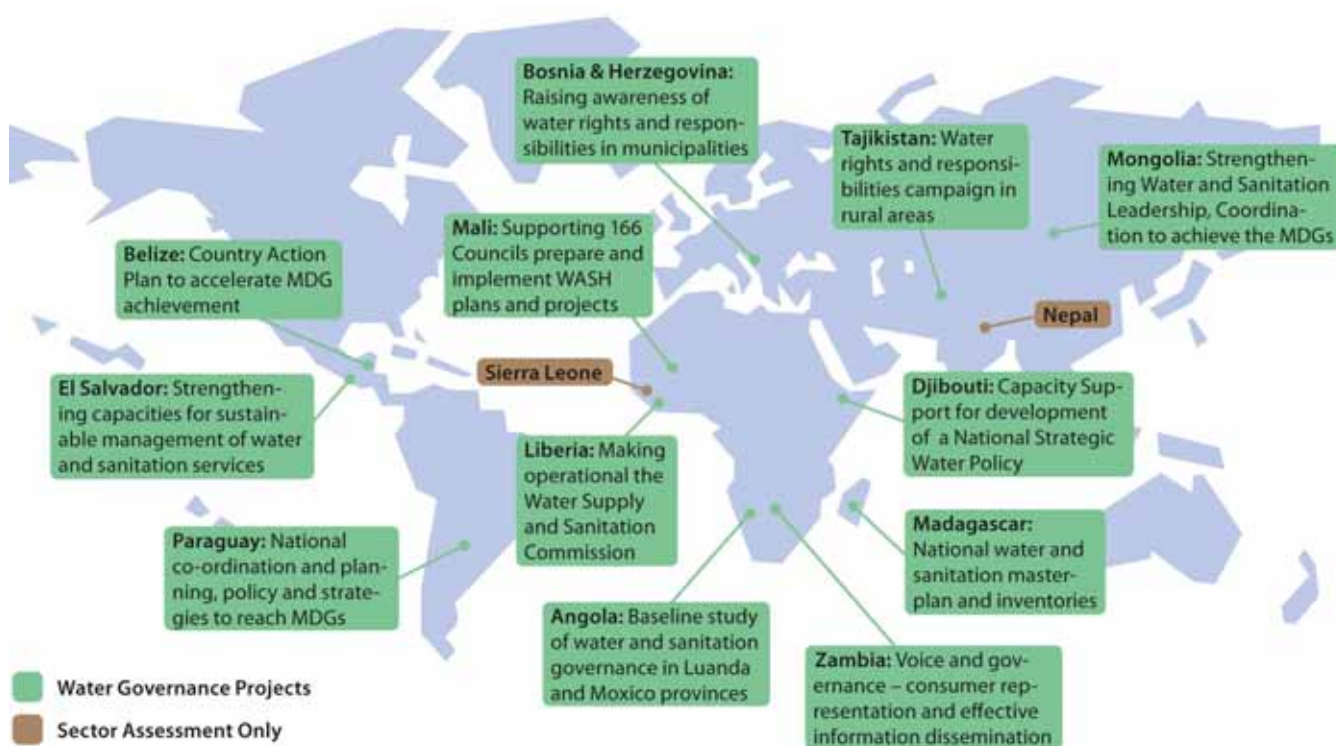 Bosnia & Herzegovina:
Raising awareness of
water rights and respon-
sibilities in municipalities
Tajikistan: Water
rights and responsi-
bilities campaign in
rural areas
Mongolia: Strengthen-
ing Water and Sanitation
Leadership, Coordina-
tion to achieve the MDGs
Mali: Supporting 166
Councils prepare and
implement WASH
plans and projects
Belize: Country Action
Plan to accelerate MDG
achievement
Nepal
Sierra Leone
El Salvador: Strengthen-
ing capacities for sustain-
able management of water
and sanitation services
Djibouti: Capacity Sup-
port for development
of a National Strategic
Water Policy
Liberia: Making
operational the
Water Supply
and Sanitation
Commission
Madagascar:
National water and
sanitation master-
plan and inventories
Paraguay: National
co-ordination and plan-
ning, policy and strate-
gies to reach MDGs
Angola: Baseline study
of water and sanitation
governance in Luanda
and Moxico provinces
Zambia: Voice and gov-
ernance – consumer rep-
resentation and effective
information dissemination
Water Governance Projects
Sector Assessment Only